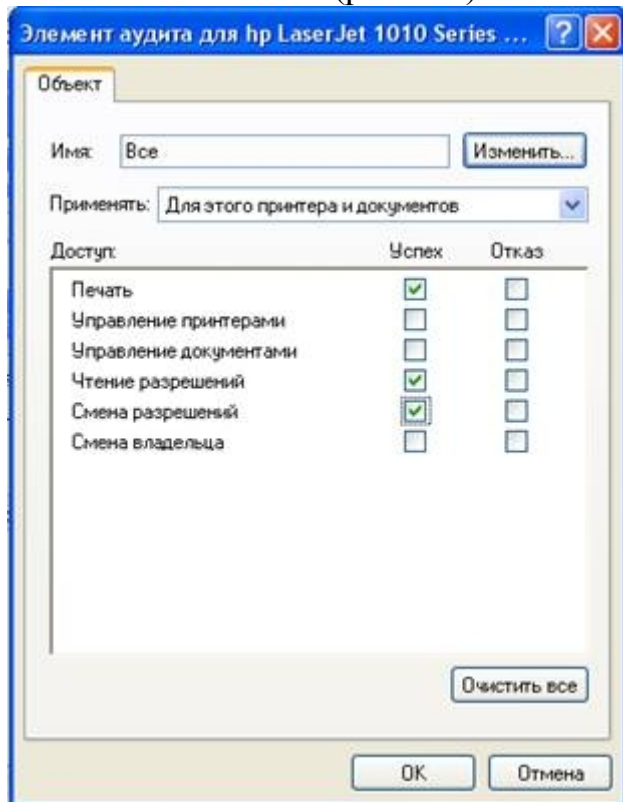 Элемент аудита для hp LaserJet 1010 Series ...
Объект
Имя: Все Изменить...
Применять: Для этого принтера и документов
Доступ: Успех Отказ
Печать
Управление принтерами
Управление документами
Чтение разрешений
Смена разрешений
Смена владельца
Очистить все
OK Отмена